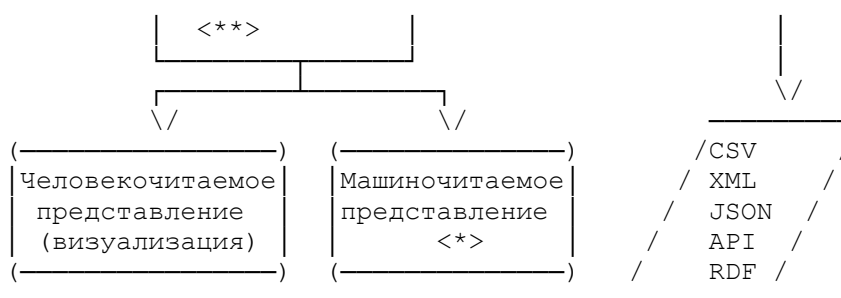 <**>
Человекочитаемое
представление
(визуализация)
Машиночитаемое
представление
<*>
CSV
XML
JSON
API
RDF